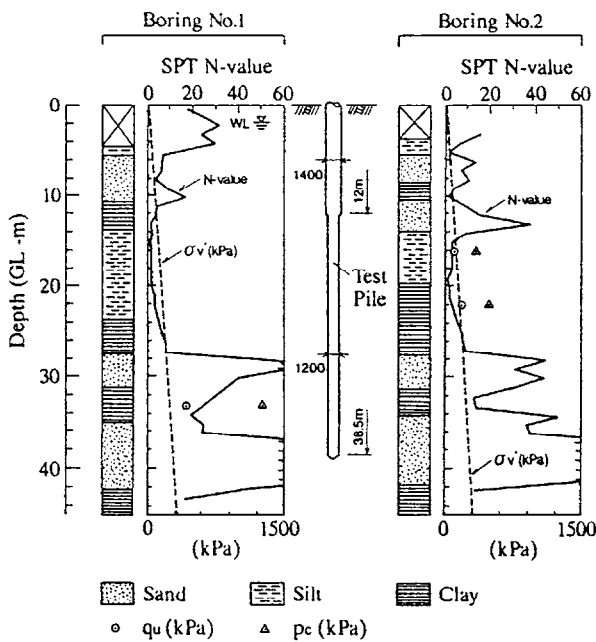 Boring No.1
Boring No.2
SPT N-value
SPT N-value
0 20 40 60
0 20 40 60
Depth (GL -m)
0
10
20
30
40
WL
N-value
σv'(kPa)
1400
12m
Test
Pile
1200
38.5m
N-value
σv'(kPa)
0 1500
(kPa)
0 1500
(kPa)
Sand Silt Clay
qu (kPa) pc (kPa)